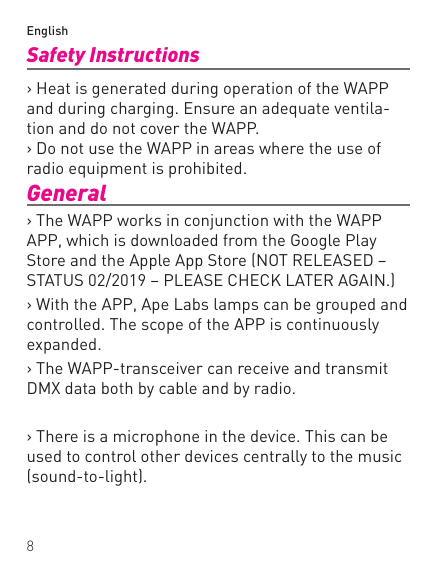 English
Safety Instructions
› Heat is generated during operation of the WAPP
and during charging. Ensure an adequate ventila-
tion and do not cover the WAPP.
› Do not use the WAPP in areas where the use of
radio equipment is prohibited.
General
› The WAPP works in conjunction with the WAPP
APP, which is downloaded from the Google Play
Store and the Apple App Store (NOT RELEASED –
STATUS 02/2019 – PLEASE CHECK LATER AGAIN.)
› With the APP, Ape Labs lamps can be grouped and
controlled. The scope of the APP is continuously
expanded.
› The WAPP-transceiver can receive and transmit
DMX data both by cable and by radio.
› There is a microphone in the device. This can be
used to control other devices centrally to the music
(sound-to-light).
8